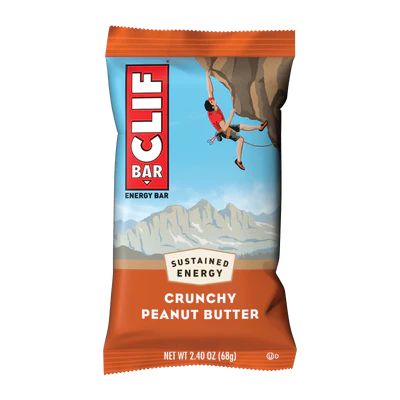 CLIF
BAR
ENERGY BAR
SUSTAINED
ENERGY
CRUNCHY
PEANUT BUTTER
NET WT 2.40 OZ (68g)
U D